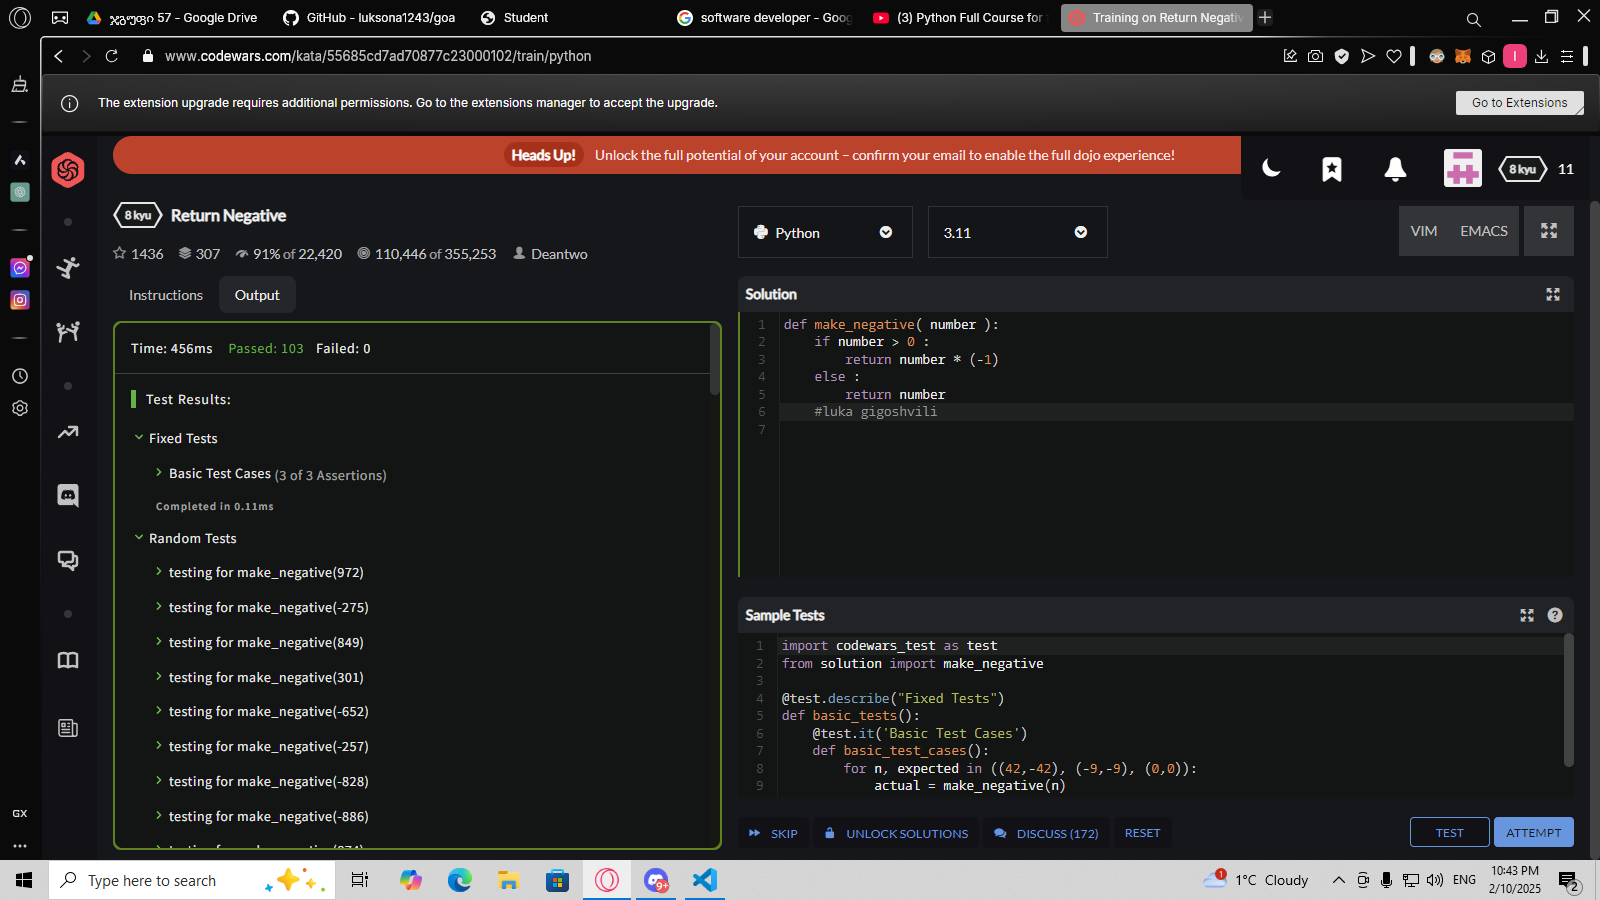 ჯგუფი 57 - Google Drive
GitHub - luksona1243/goa
Student
software developer - Goog
(3) Python Full Course for
Training on Return Negativ
www.codewars.com/kata/55685cd7ad70877c23000102/train/python
The extension upgrade requires additional permissions. Go to the extensions manager to accept the upgrade.
Go to Extensions
Heads Up! Unlock the full potential of your account – confirm your email to enable the full dojo experience!
8 kyu 11
8 kyu Return Negative
1436 307 91% of 22,420 110,446 of 355,253 Deantwo
Instructions Output
Time: 456ms Passed: 103 Failed: 0
Test Results:
Fixed Tests
Basic Test Cases (3 of 3 Assertions)
Completed in 0.11ms
Random Tests
testing for make_negative(972)
testing for make_negative(-275)
testing for make_negative(849)
testing for make_negative(301)
testing for make_negative(-652)
testing for make_negative(-257)
testing for make_negative(-828)
testing for make_negative(-886)
Python
3.11
VIM EMACS
Solution
1 def make_negative( number ):
2 if number > 0 :
3 return number * (-1)
4 else :
5 return number
6 #luka gigoshvili
7
Sample Tests
1 import codewars_test as test
2 from solution import make_negative
3
4 @test.describe("Fixed Tests")
5 def basic_tests():
6 @test.it('Basic Test Cases')
7 def basic_test_cases():
8 for n, expected in ((42,-42), (-9,-9), (0,0)):
9 actual = make_negative(n)
SKIP UNLOCK SOLUTIONS DISCUSS (172) RESET TEST ATTEMPT
GX
Type here to search
9+
1
1°C Cloudy
ENG
10:43 PM
2/10/2025
2